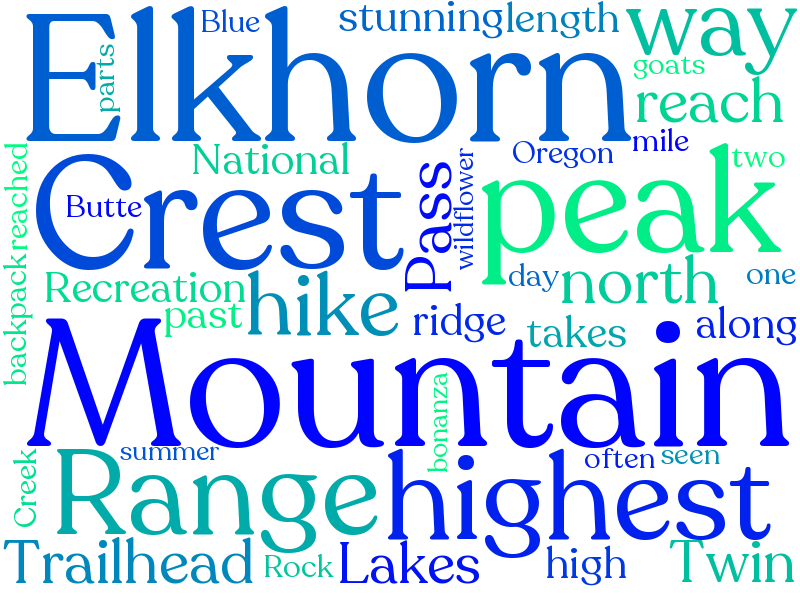 Blue
stunning
length
way
Elkhorn
parts
goats
reach
mile
National
Oregon
two
reached
Butte
Crest
Pass
wildflower
peak
day
north
one
Recreation
past
hike
ridge
takes
along
backpack
Mountain
bonanza
summer
often
seen
Creek
Range
highest
Trailhead
Rock
Lakes
high
Twin